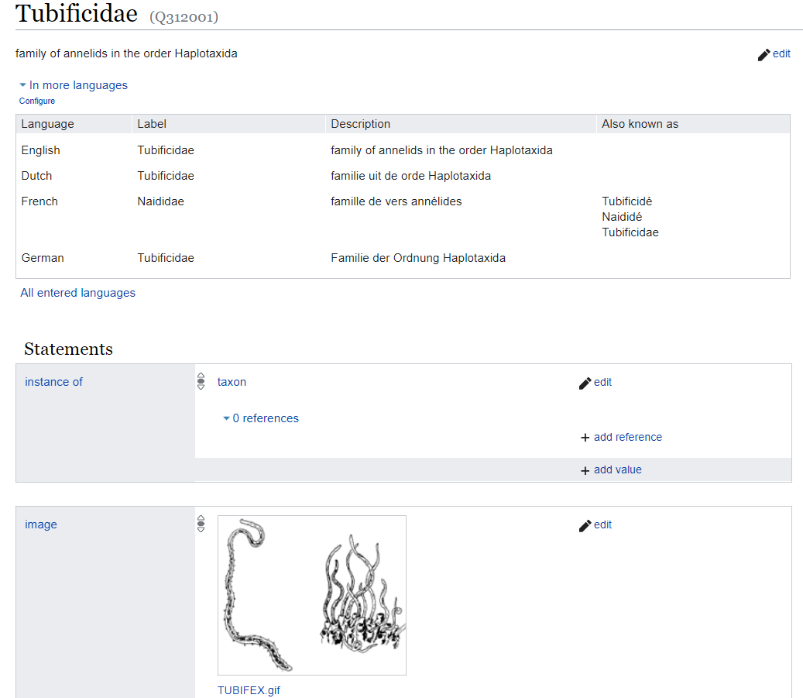 Tubificidae (Q312001)
family of annelids in the order Haplotaxida
edit
In more languages
Configure
Language Label Description Also known as
English Tubificidae family of annelids in the order Haplotaxida
Dutch Tubificidae familie uit de orde Haplotaxida
French Naididae famille de vers annélides Tubificidé
Naididé
Tubificidae
German Tubificidae Familie der Ordnung Haplotaxida
All entered languages
Statements
instance of taxon edit
0 references
+ add reference
+ add value
image edit
TUBIFEX.gif